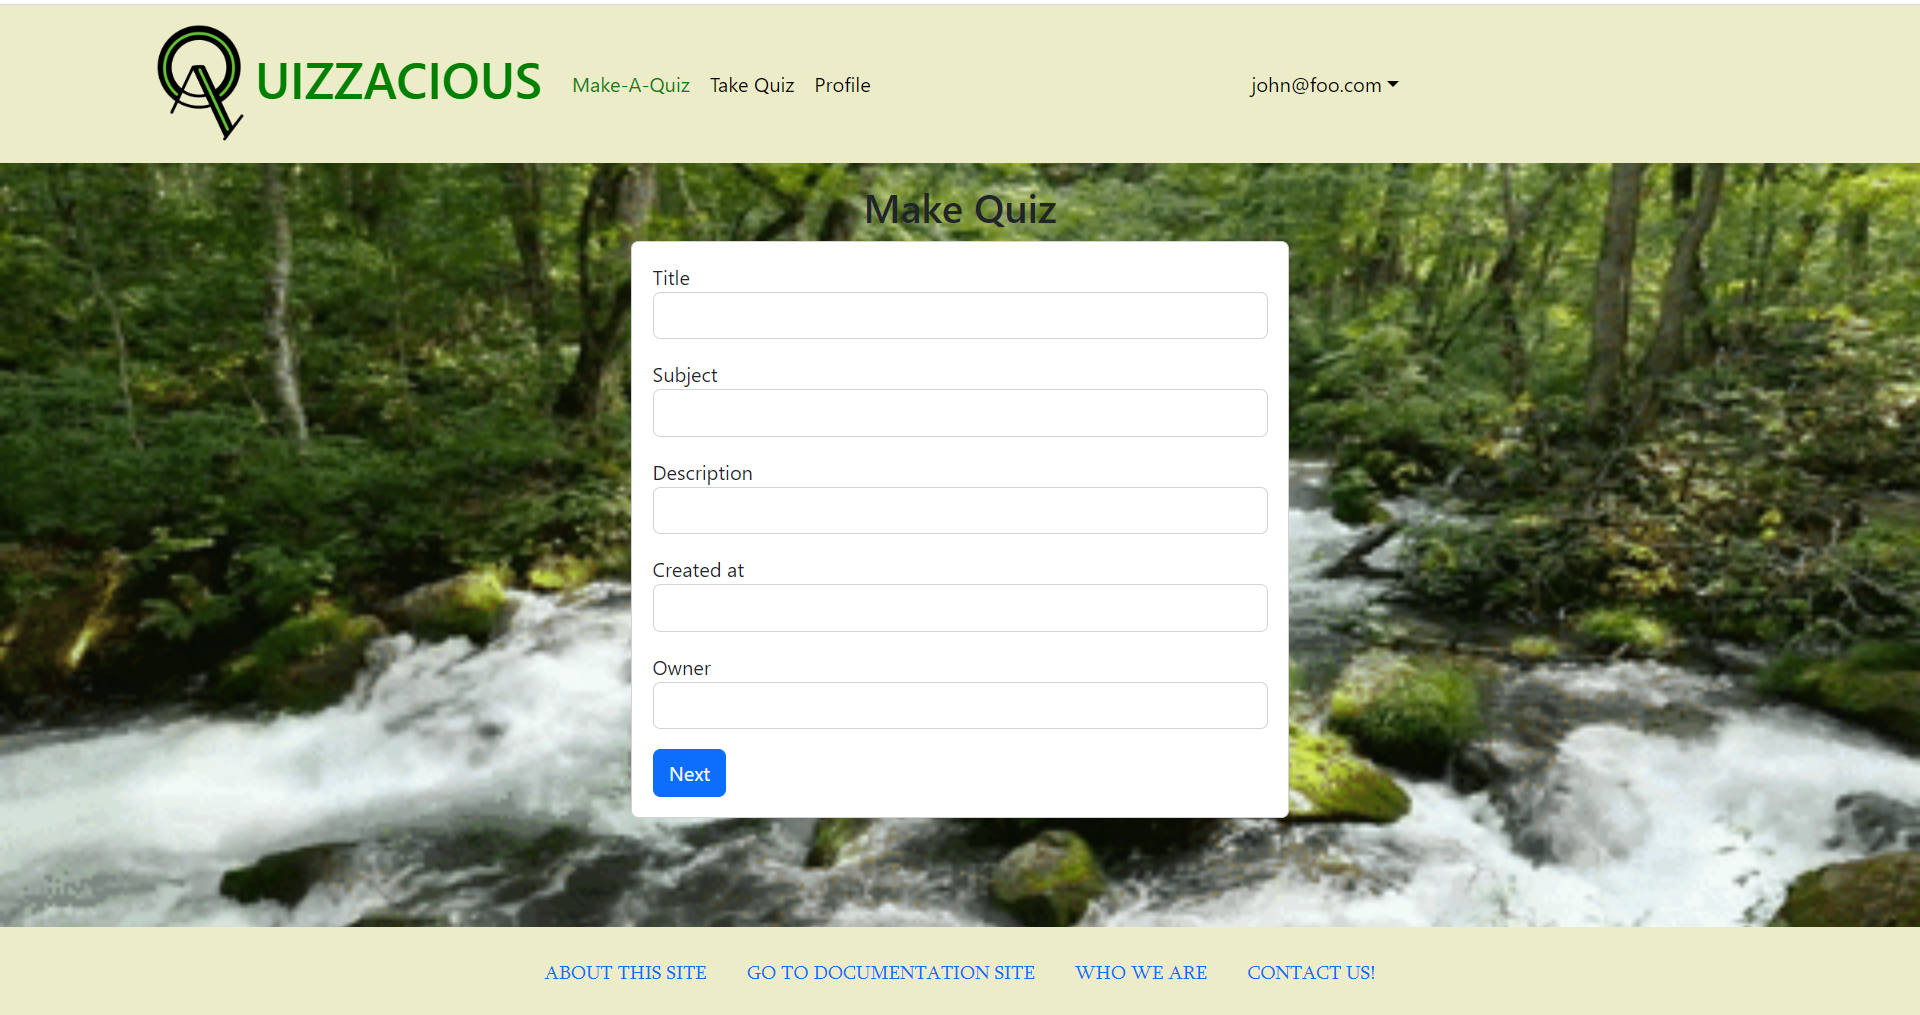 QUIZZACIOUS Make-A-Quiz Take Quiz Profile john@foo.com
Make Quiz
Title
Subject
Description
Created at
Owner
Next
ABOUT THIS SITE GO TO DOCUMENTATION SITE WHO WE ARE CONTACT US!